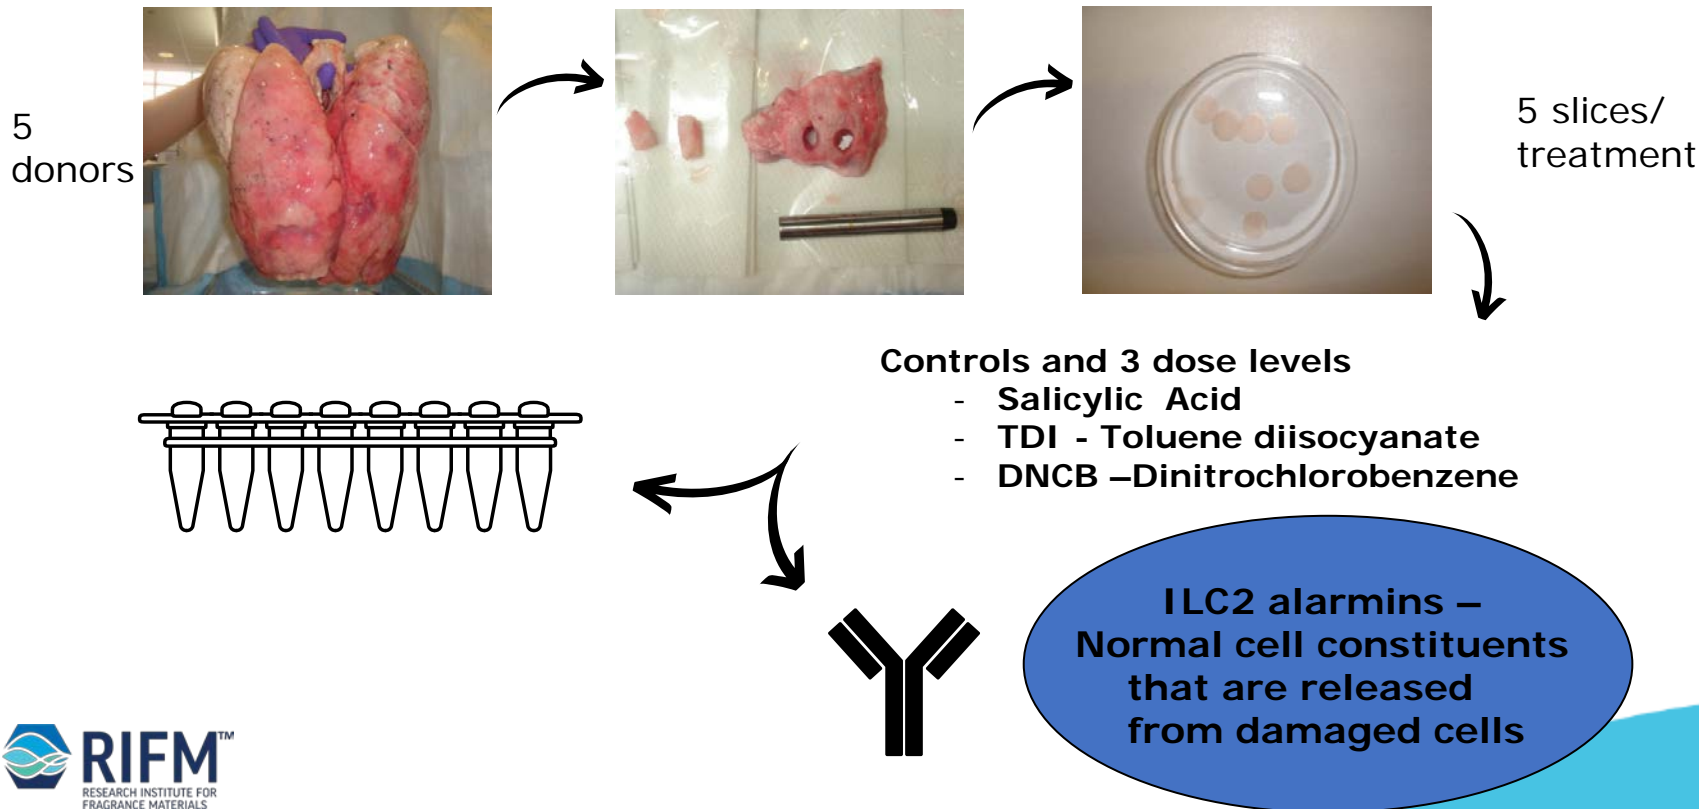 5
donors
5 slices/
treatment
Controls and 3 dose levels
- Salicylic Acid
- TDI - Toluene diisocyanate
- DNCB –Dinitrochlorobenzene
ILC2 alarmins –
Normal cell constituents
that are released
from damaged cells
RIFM™
RESEARCH INSTITUTE FOR
FRAGRANCE MATERIALS